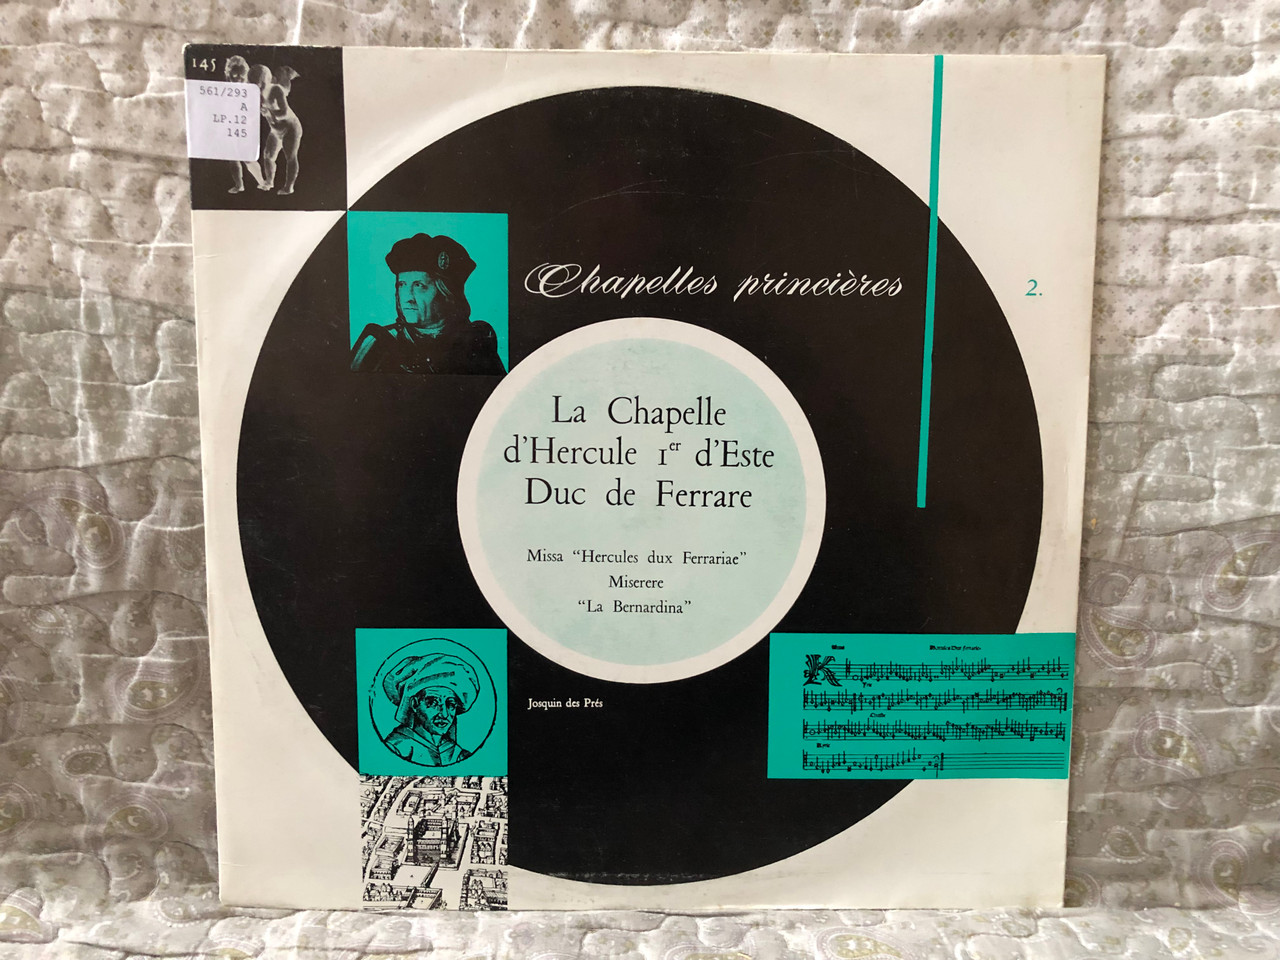 145
561/293
A
LP.12
145
Chapelles princières
2.
La Chapelle
d'Hercule Ier d'Este
Duc de Ferrare
Missa "Hercules dux Ferrariae"
Miserere
"La Bernardina"
Josquin des Prés